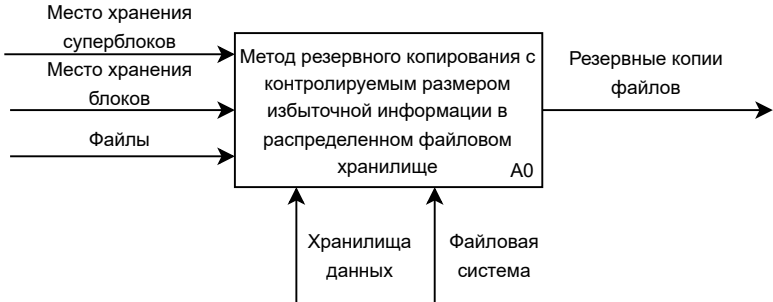 Место хранения
суперблоков
Место хранения
блоков
Файлы
Метод резервного копирования с
контролируемым размером
избыточной информации в
распределенном файловом
хранилище
A0
Резервные копии
файлов
Хранилища
данных
Файловая
система